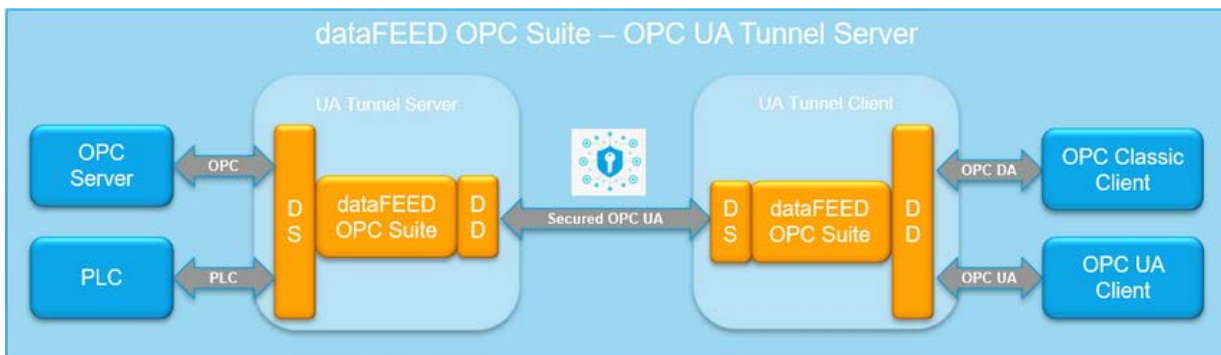 dataFEED OPC Suite – OPC UA Tunnel Server
UA Tunnel Server
UA Tunnel Client
OPC
Server
OPC
PLC
PLC
D
S
dataFEED
OPC Suite
D
D
Secured OPC UA
D
S
dataFEED
OPC Suite
D
D
OPC DA
OPC Classic
Client
OPC UA
OPC UA
Client